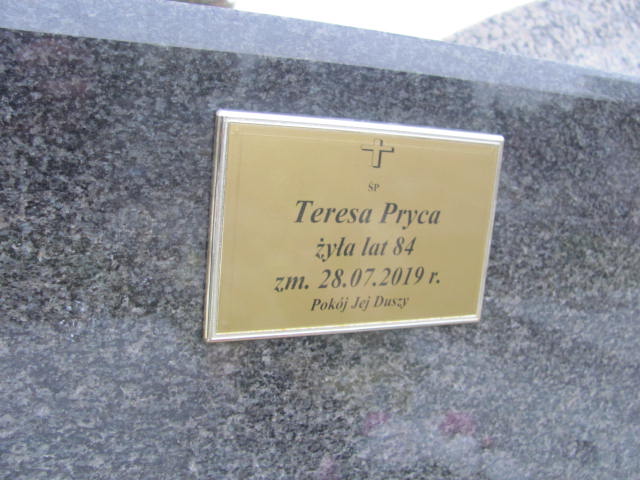 ŚP
Teresa Pryca
żyła lat 84
zm. 28.07.2019 r.
Pokój Jej Duszy